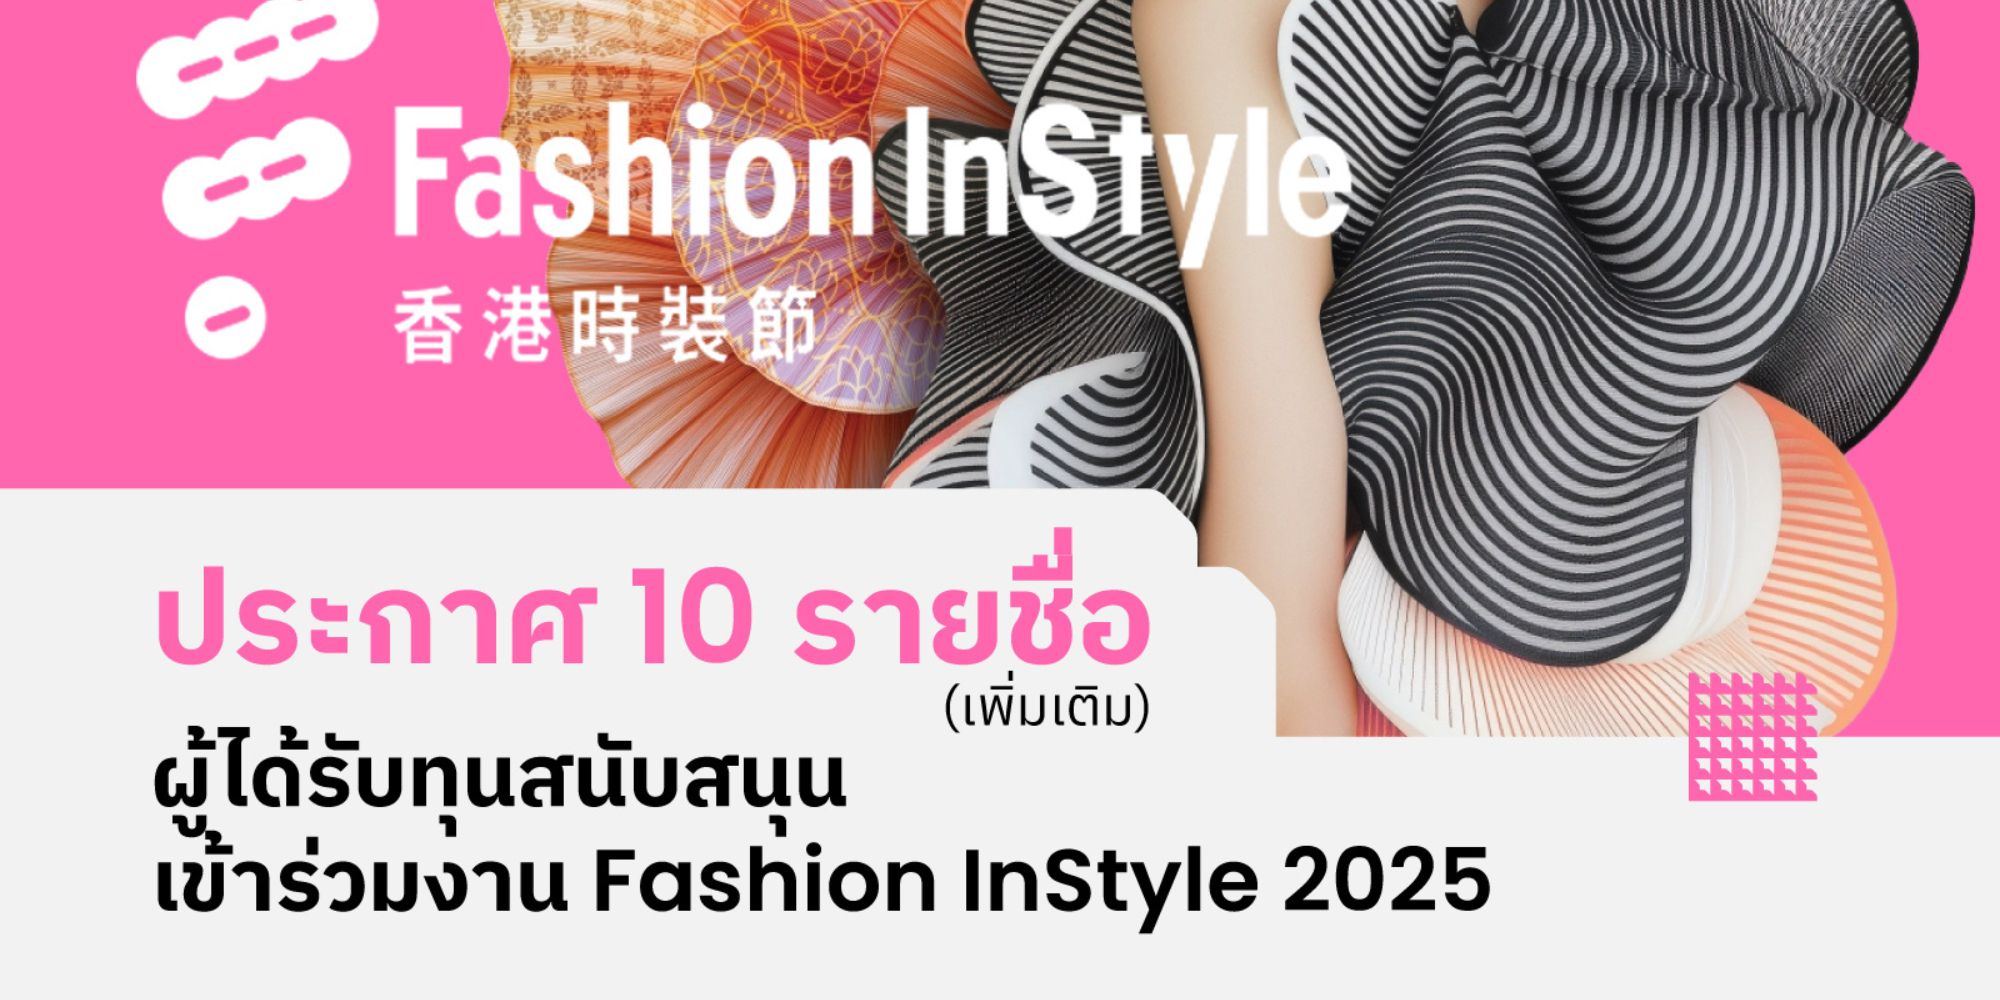 Fashion InStyle
香港時裝節
ประกาศ 10 รายชื่อ
(เพิ่มเติม)
ผู้ได้รับทุนสนับสนุน
เข้าร่วมงาน Fashion InStyle 2025